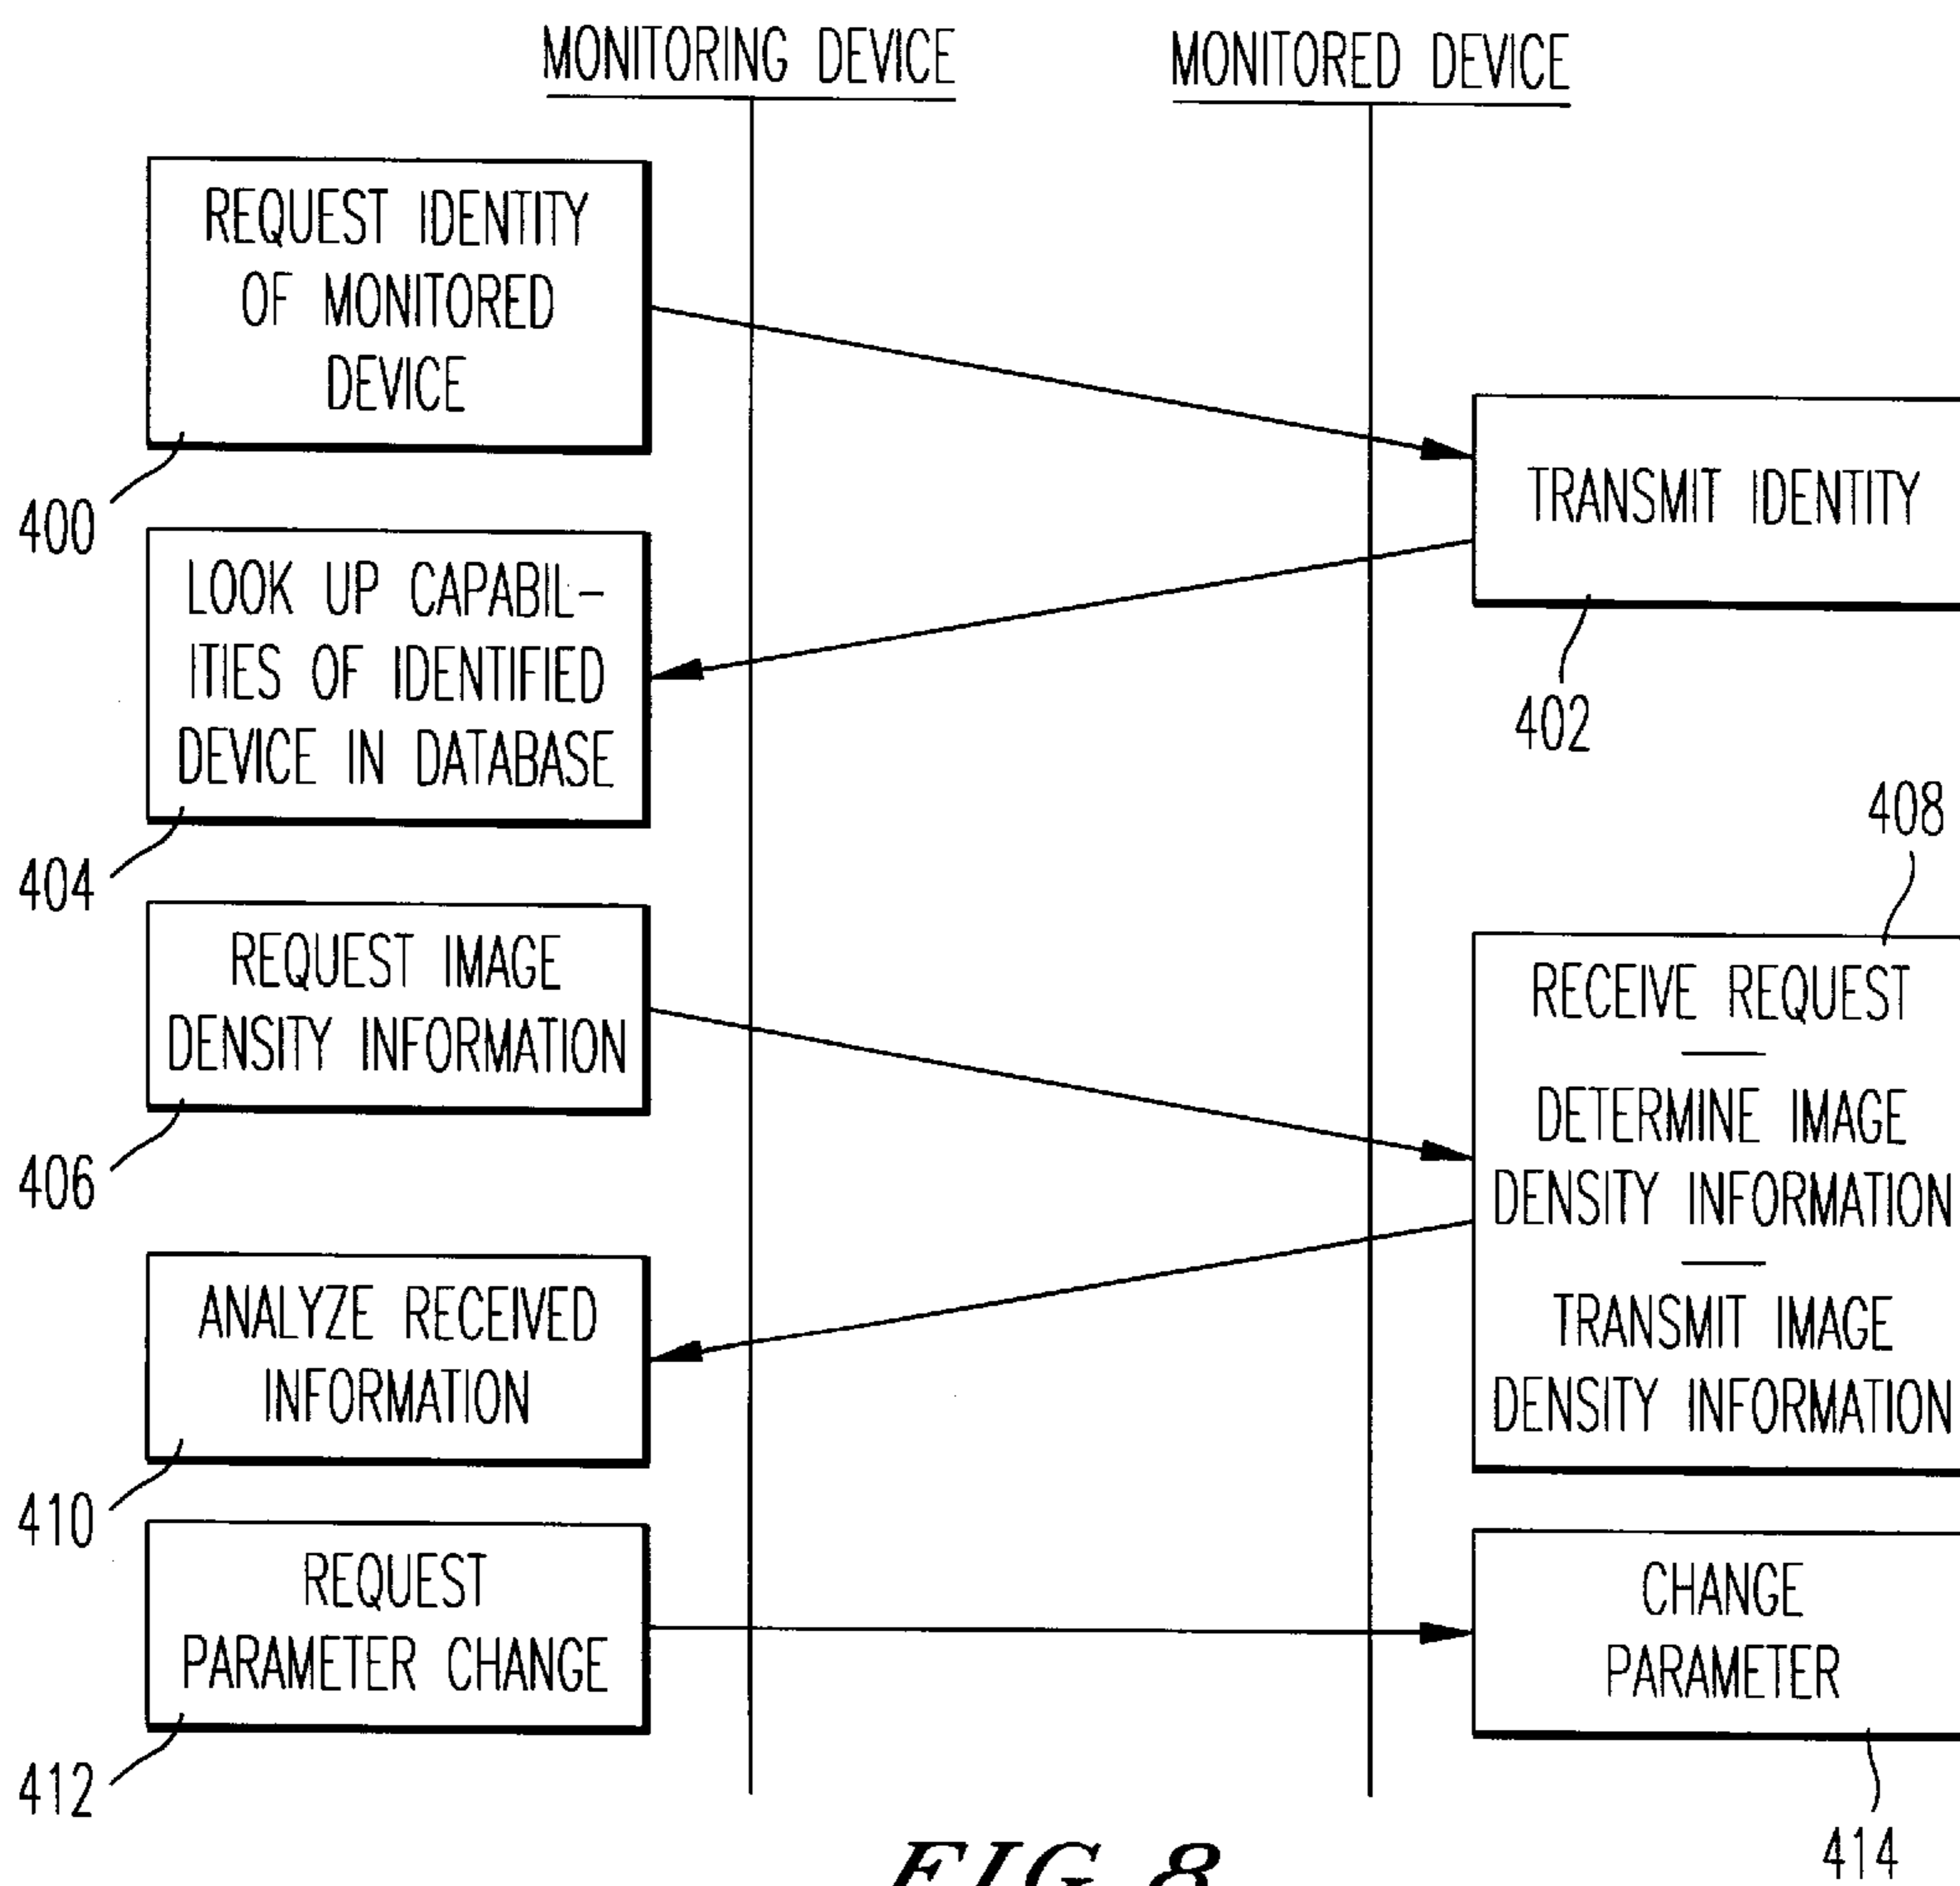 MONITORING DEVICE
MONITORED DEVICE
REQUEST IDENTITY
OF MONITORED
DEVICE
400
TRANSMIT IDENTITY
402
LOOK UP CAPABIL-
ITIES OF IDENTIFIED
DEVICE IN DATABASE
404
REQUEST IMAGE
DENSITY INFORMATION
406
408
RECEIVE REQUEST
DETERMINE IMAGE
DENSITY INFORMATION
TRANSMIT IMAGE
DENSITY INFORMATION
ANALYZE RECEIVED
INFORMATION
410
REQUEST
PARAMETER CHANGE
412
CHANGE
PARAMETER
414
FIG. 8